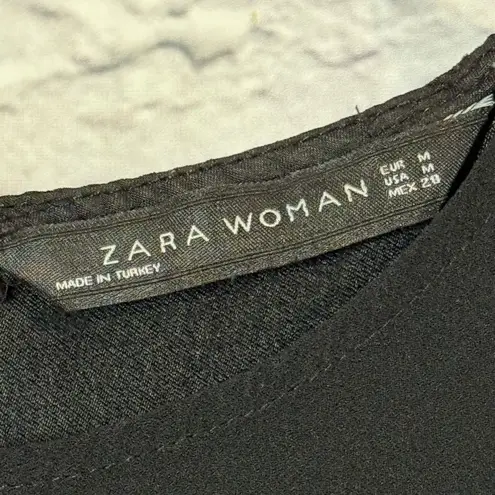 ZARA WOMAN
EUR M
USA M
MEX 28
MADE IN TURKEY